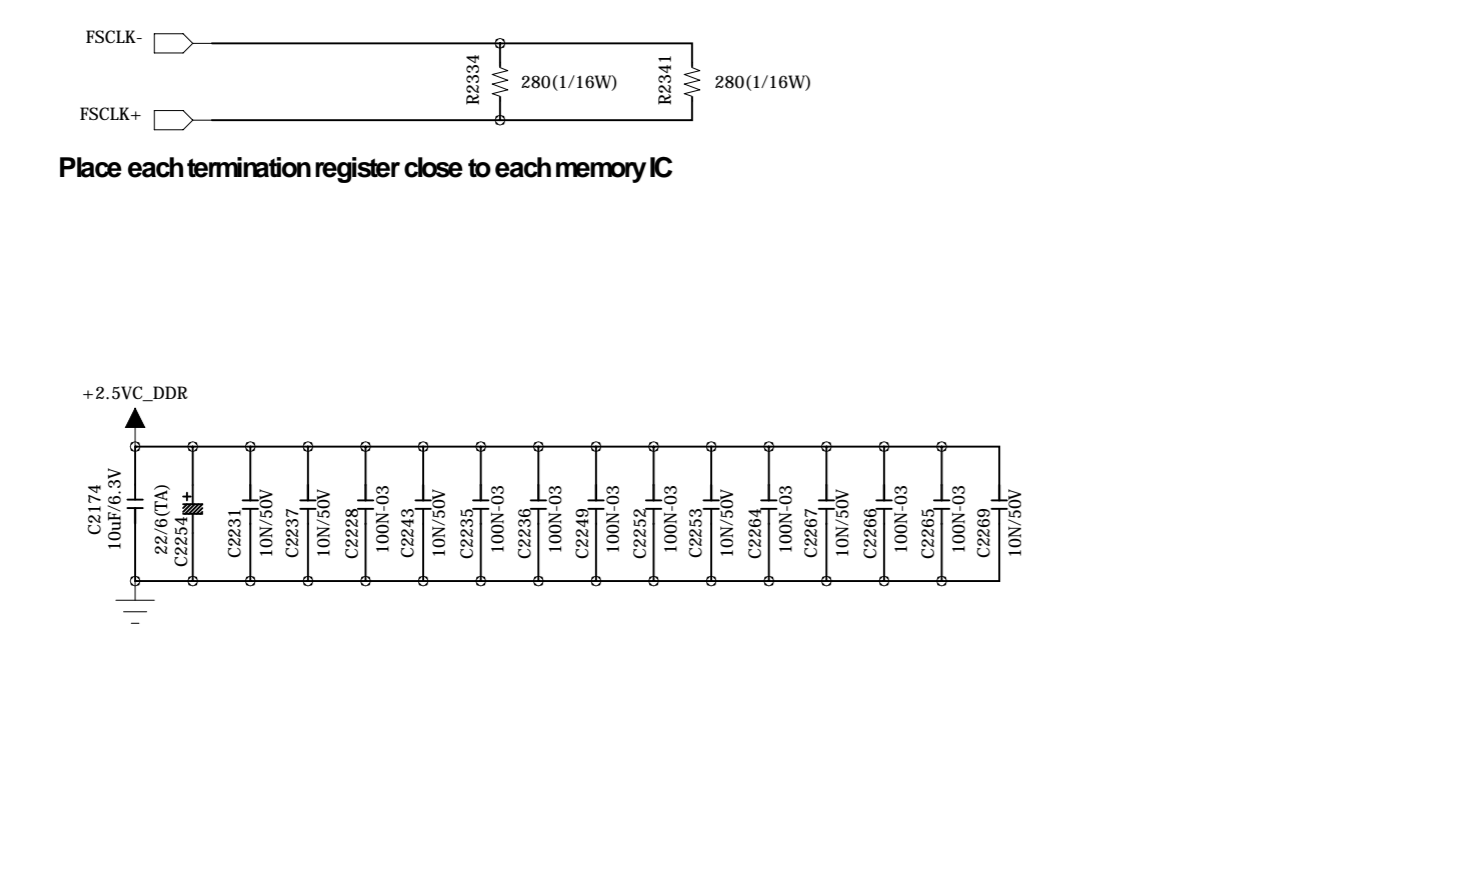 FSCLK-
R2334
280(1/16W)
R2341
280(1/16W)
FSCLK+
Place each termination register close to each memory IC
+2.5VC_DDR
C2174
10uF/6.3V
22/6(TA)
C2254
+
C2231
10N/50V
C2237
10N/50V
C2228
100N-03
C2243
10N/50V
C2235
100N-03
C2236
100N-03
C2249
100N-03
C2252
100N-03
C2253
10N/50V
C2264
100N-03
C2267
10N/50V
C2266
100N-03
C2265
100N-03
C2269
10N/50V